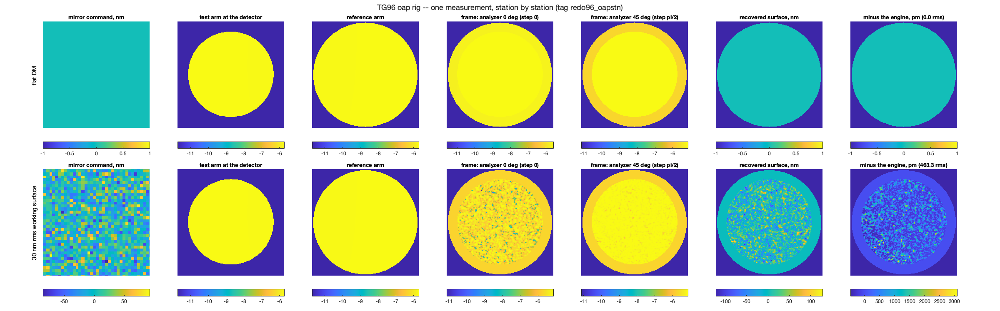 TG96 oap rig -- one measurement, station by station (tag redo96_oapstn)
mirror command, nm
test arm at the detector
reference arm
frame: analyzer 0 deg (step 0)
frame: analyzer 45 deg (step pi/2)
recovered surface, nm
minus the engine, pm (0.0 rms)
flat DM
-1 -0.5 0 0.5 1
-11 -10 -9 -8 -7 -6
-11 -10 -9 -8 -7 -6
-11 -10 -9 -8 -7 -6
-11 -10 -9 -8 -7 -6
-1 -0.5 0 0.5 1
-1 -0.5 0 0.5 1
mirror command, nm
test arm at the detector
reference arm
frame: analyzer 0 deg (step 0)
frame: analyzer 45 deg (step pi/2)
recovered surface, nm
minus the engine, pm (463.3 rms)
30 nm rms working surface
-50 0 50
-11 -10 -9 -8 -7 -6
-11 -10 -9 -8 -7 -6
-11 -10 -9 -8 -7 -6
-11 -10 -9 -8 -7 -6
-100 -50 0 50 100
0 500 1000 1500 2000 2500 3000